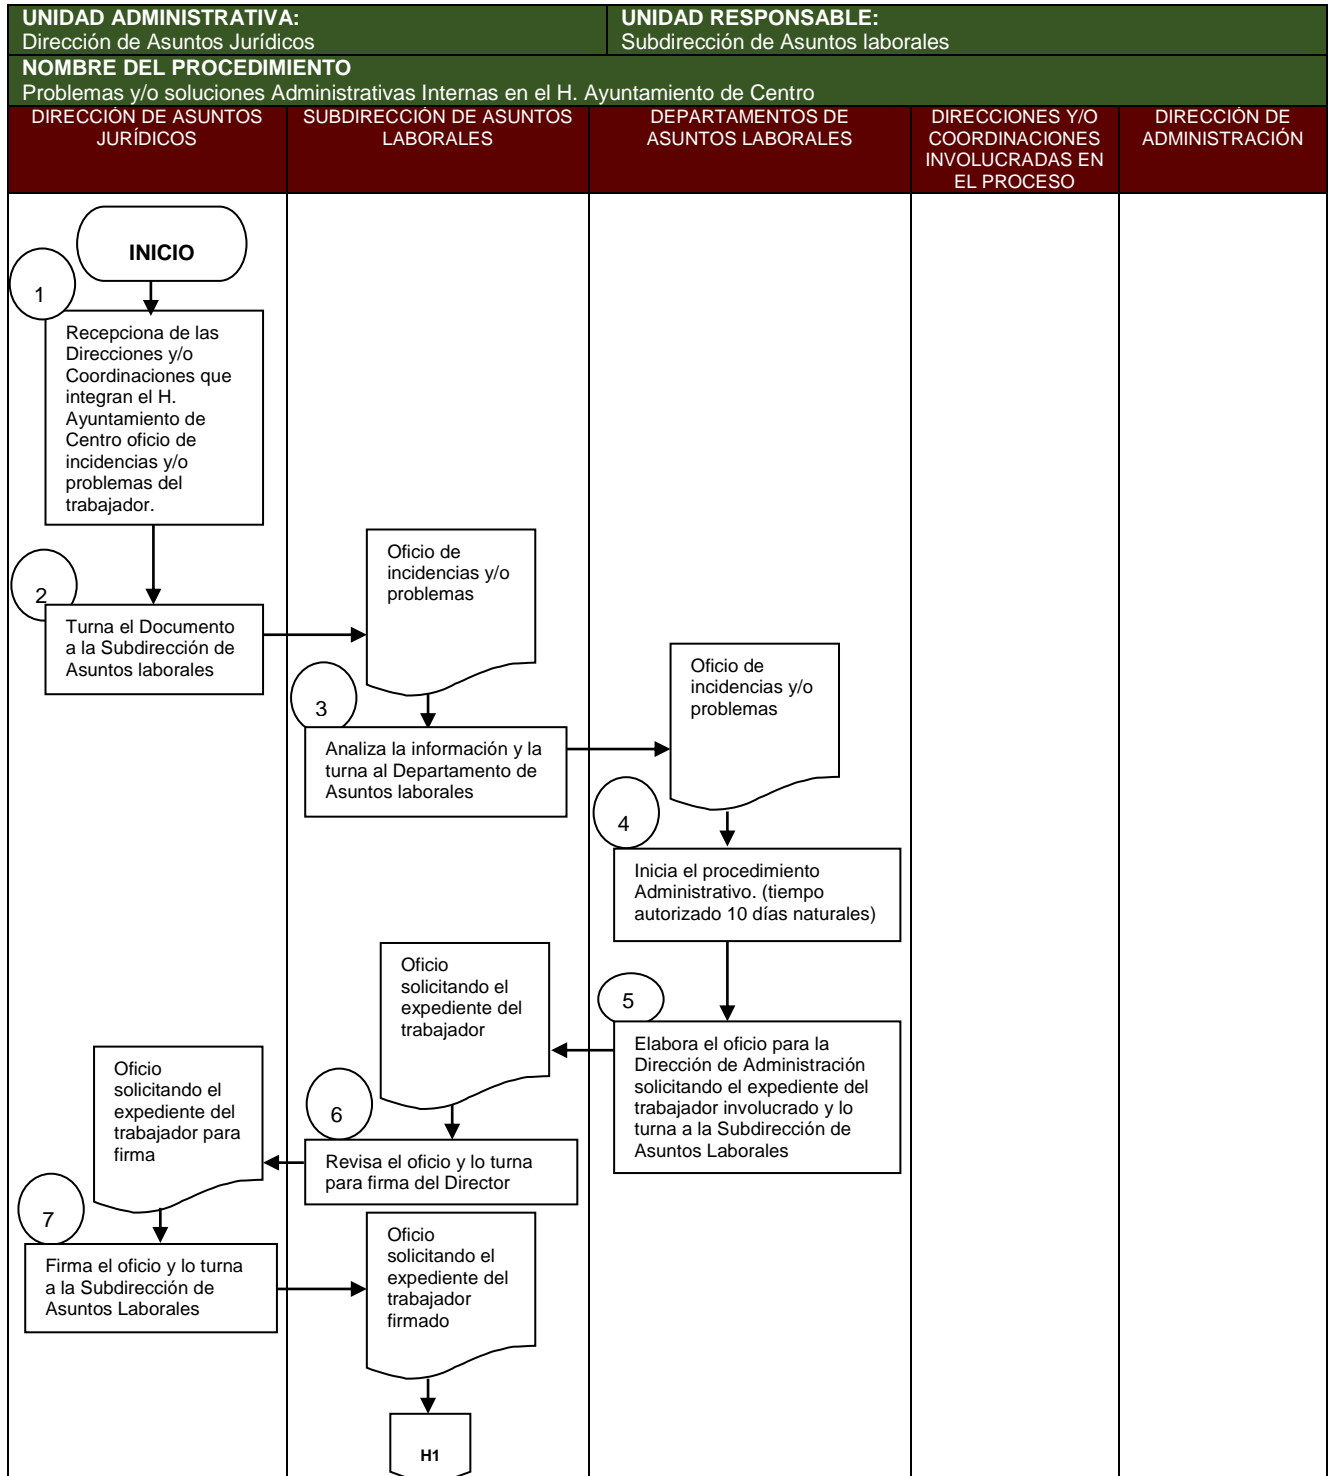 UNIDAD ADMINISTRATIVA:
Dirección de Asuntos Jurídicos
UNIDAD RESPONSABLE:
Subdirección de Asuntos laborales
NOMBRE DEL PROCEDIMIENTO
Problemas y/o soluciones Administrativas Internas en el H. Ayuntamiento de Centro
DIRECCIÓN DE ASUNTOS
JURÍDICOS
SUBDIRECCIÓN DE ASUNTOS
LABORALES
DEPARTAMENTOS DE
ASUNTOS LABORALES
DIRECCIONES Y/O
COORDINACIONES
INVOLUCRADAS EN
EL PROCESO
DIRECCIÓN DE
ADMINISTRACIÓN
INICIO
1
Recepciona de las
Direcciones y/o
Coordinaciones que
integran el H.
Ayuntamiento de
Centro oficio de
incidencias y/o
problemas del
trabajador.
2
Turna el Documento
a la Subdirección de
Asuntos laborales
Oficio de
incidencias y/o
problemas
3
Analiza la información y la
turna al Departamento de
Asuntos laborales
Oficio de
incidencias y/o
problemas
4
Inicia el procedimiento
Administrativo. (tiempo
autorizado 10 días naturales)
5
Elabora el oficio para la
Dirección de Administración
solicitando el expediente del
trabajador involucrado y lo
turna a la Subdirección de
Asuntos Laborales
Oficio
solicitando el
expediente del
trabajador
6
Revisa el oficio y lo turna
para firma del Director
Oficio
solicitando el
expediente del
trabajador para
firma
7
Firma el oficio y lo turna
a la Subdirección de
Asuntos Laborales
Oficio
solicitando el
expediente del
trabajador
firmado
H1